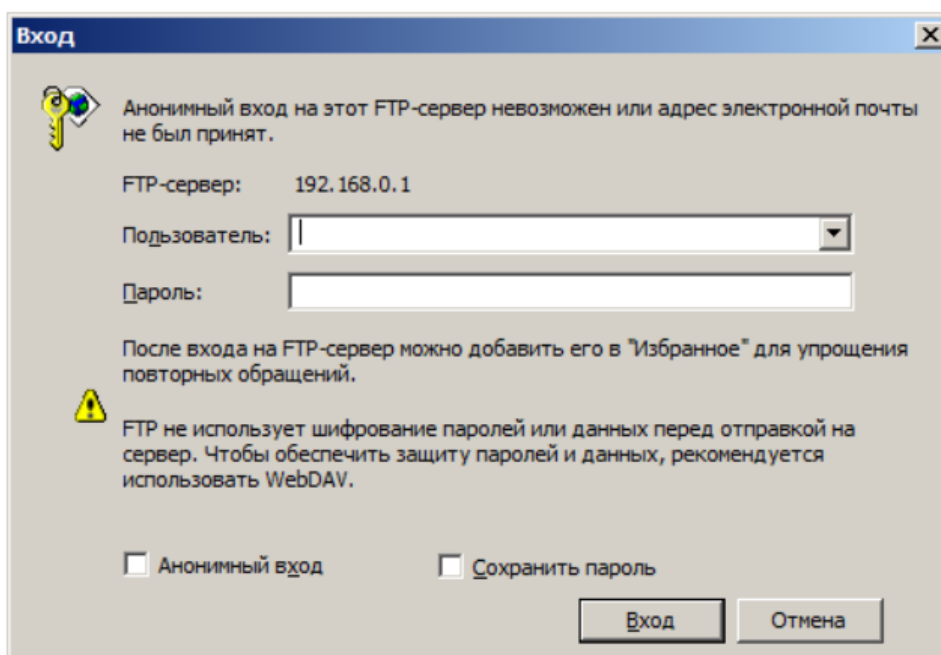 Вход
Анонимный вход на этот FTP-сервер невозможен или адрес электронной почты
не был принят.
FTP-сервер: 192.168.0.1
Пользователь:
Пароль:
После входа на FTP-сервер можно добавить его в "Избранное" для упрощения
повторных обращений.
FTP не использует шифрование паролей или данных перед отправкой на
сервер. Чтобы обеспечить защиту паролей и данных, рекомендуется
использовать WebDAV.
Анонимный вход Сохранить пароль
Вход Отмена